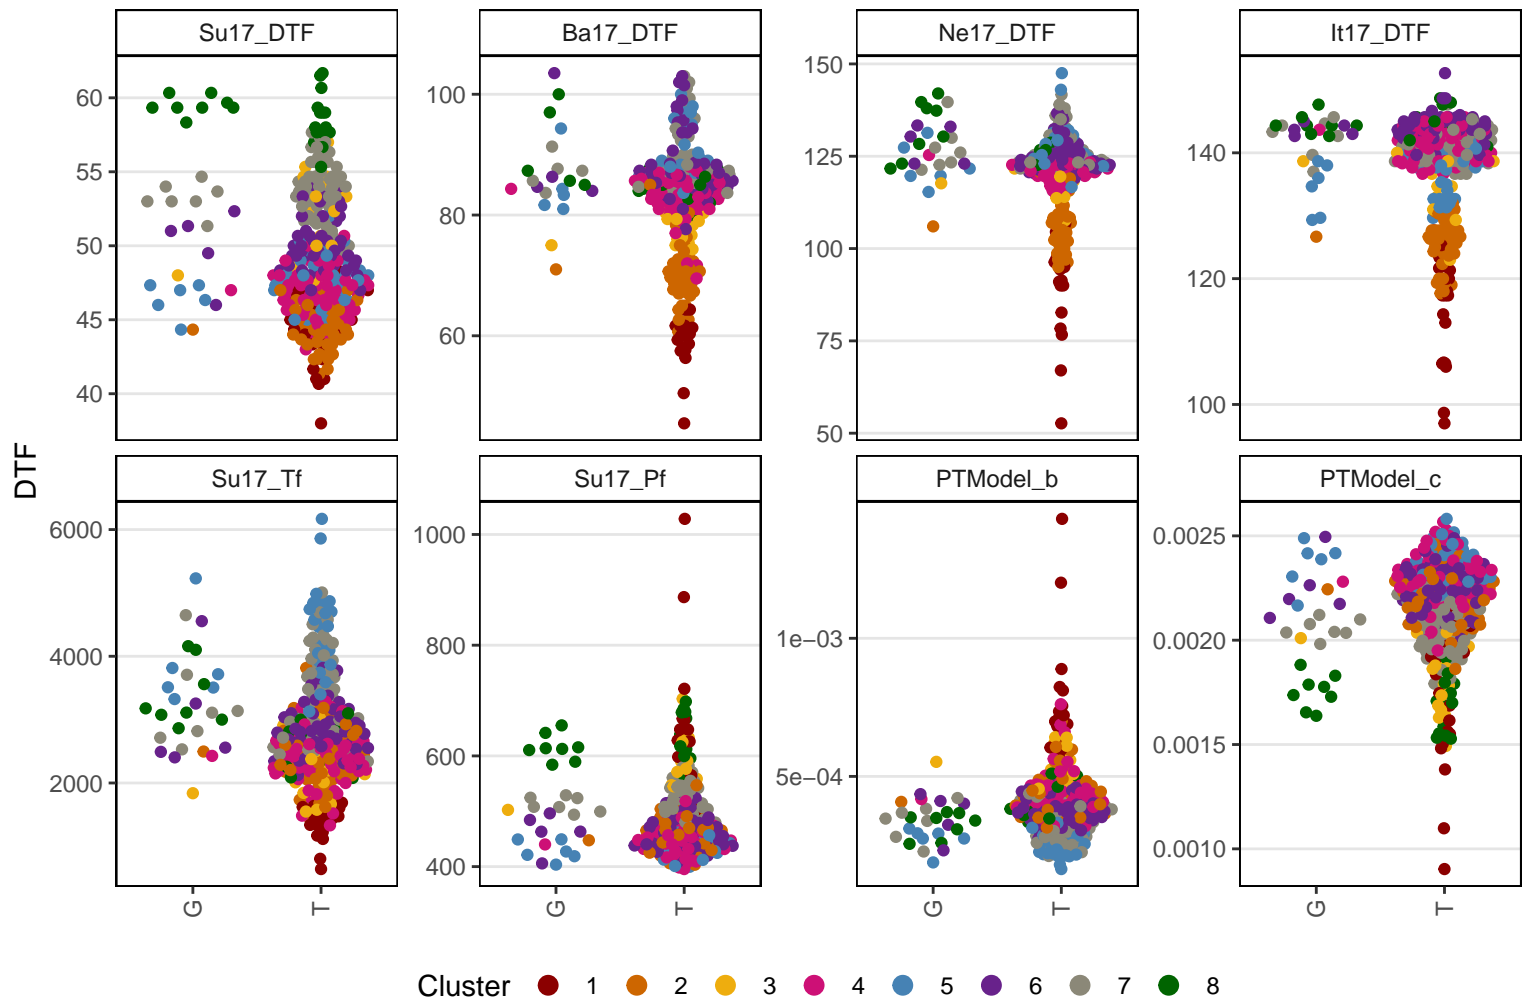 Su17_DTF
Ba17_DTF
Ne17_DTF
It17_DTF
60
55
50
45
40
100
80
60
150
125
100
75
50
140
120
100
DTF
Su17_Tf
Su17_Pf
PTModel_b
PTModel_c
6000
4000
2000
1000
800
600
400
1e−03
5e−04
0.0025
0.0020
0.0015
0.0010
G
T
G
T
G
T
G
T
Cluster 1 2 3 4 5 6 7 8